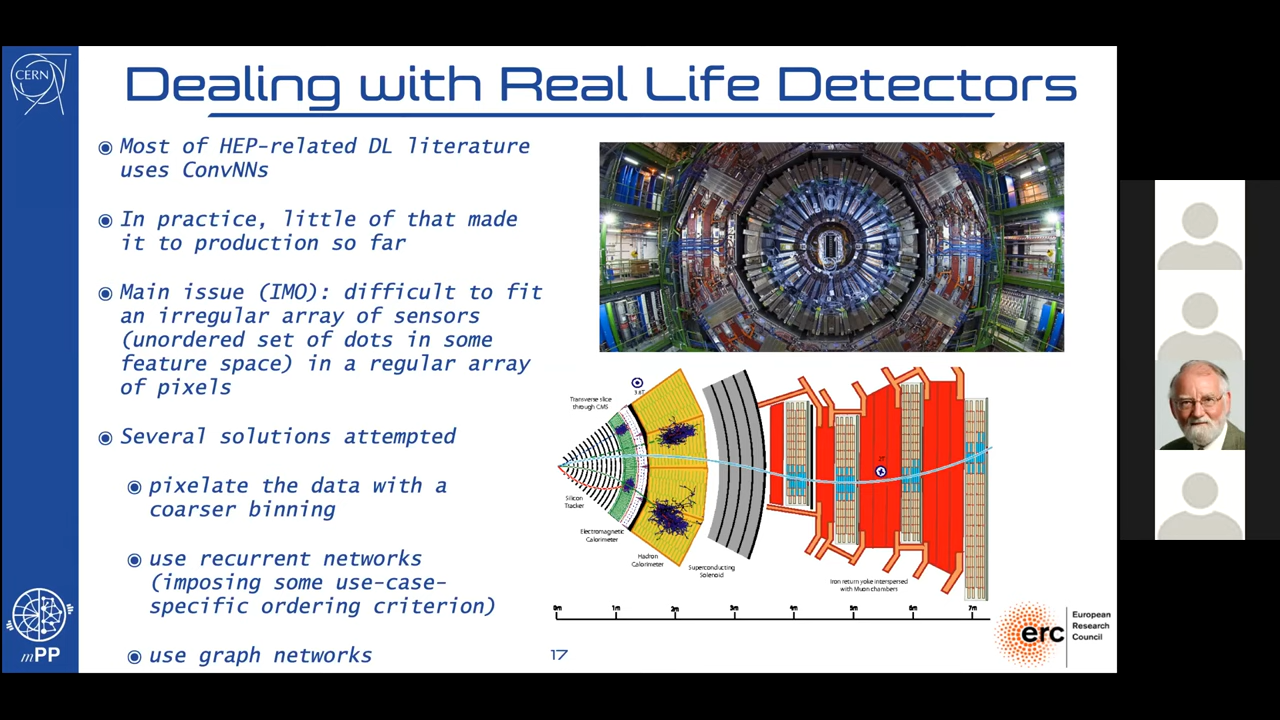 CERN
Dealing with Real Life Detectors
Most of HEP-related DL literature
uses ConvNNs
In practice, little of that made
it to production so far
Main issue (IMO): difficult to fit
an irregular array of sensors
(unordered set of dots in some
feature space) in a regular array
of pixels
Several solutions attempted
pixelate the data with a
coarser binning
use recurrent networks
(imposing some use-case-
specific ordering criterion)
use graph networks
mPP
Transverse slice
through CMS
Silicon
Tracker
Electromagnetic
Calorimeter
Hadron
Calorimeter
Superconducting
Solenoid
Iron return yoke interspersed
with Muon chambers
0m 1m 2m 3m 4m 5m 6m 7m
17
erc
European
Research
Council